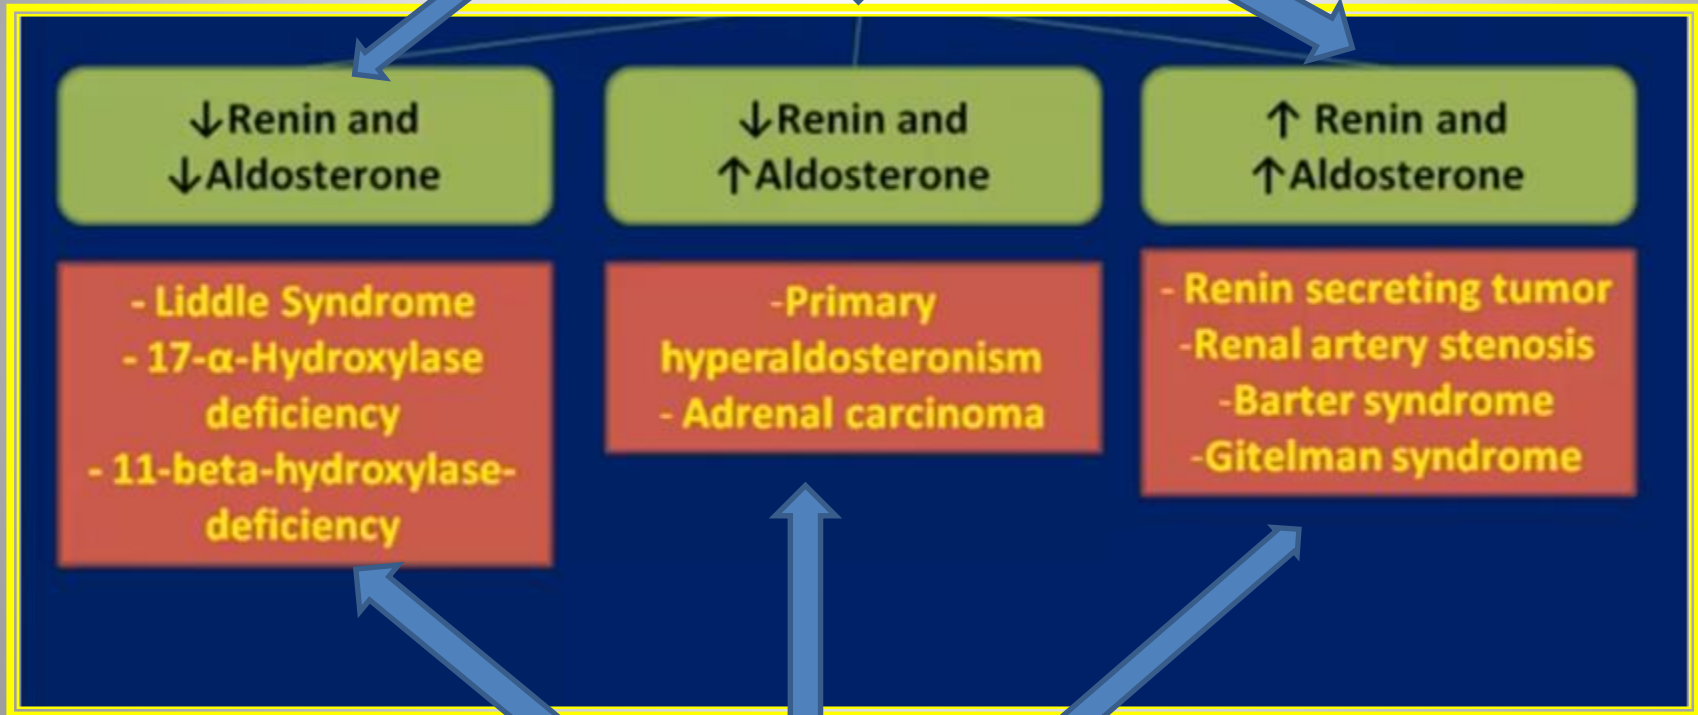 ↓Renin and
↓Aldosterone
- Liddle Syndrome
- 17-α-Hydroxylase
deficiency
- 11-beta-hydroxylase-
deficiency
↓Renin and
↑Aldosterone
-Primary
hyperaldosteronism
- Adrenal carcinoma
↑ Renin and
↑Aldosterone
- Renin secreting tumor
-Renal artery stenosis
-Barter syndrome
-Gitelman syndrome